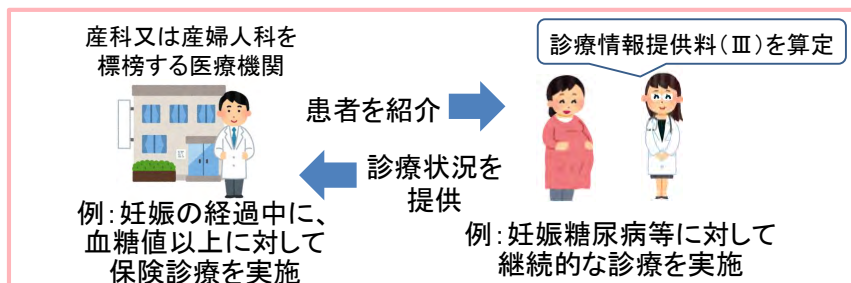 産科又は産婦人科を
標榜する医療機関
診療情報提供料(Ⅲ)を算定
患者を紹介
診療状況を
提供
例:妊娠の経過中に、
血糖値以上に対して
保険診療を実施
例:妊娠糖尿病等に対して
継続的な診療を実施